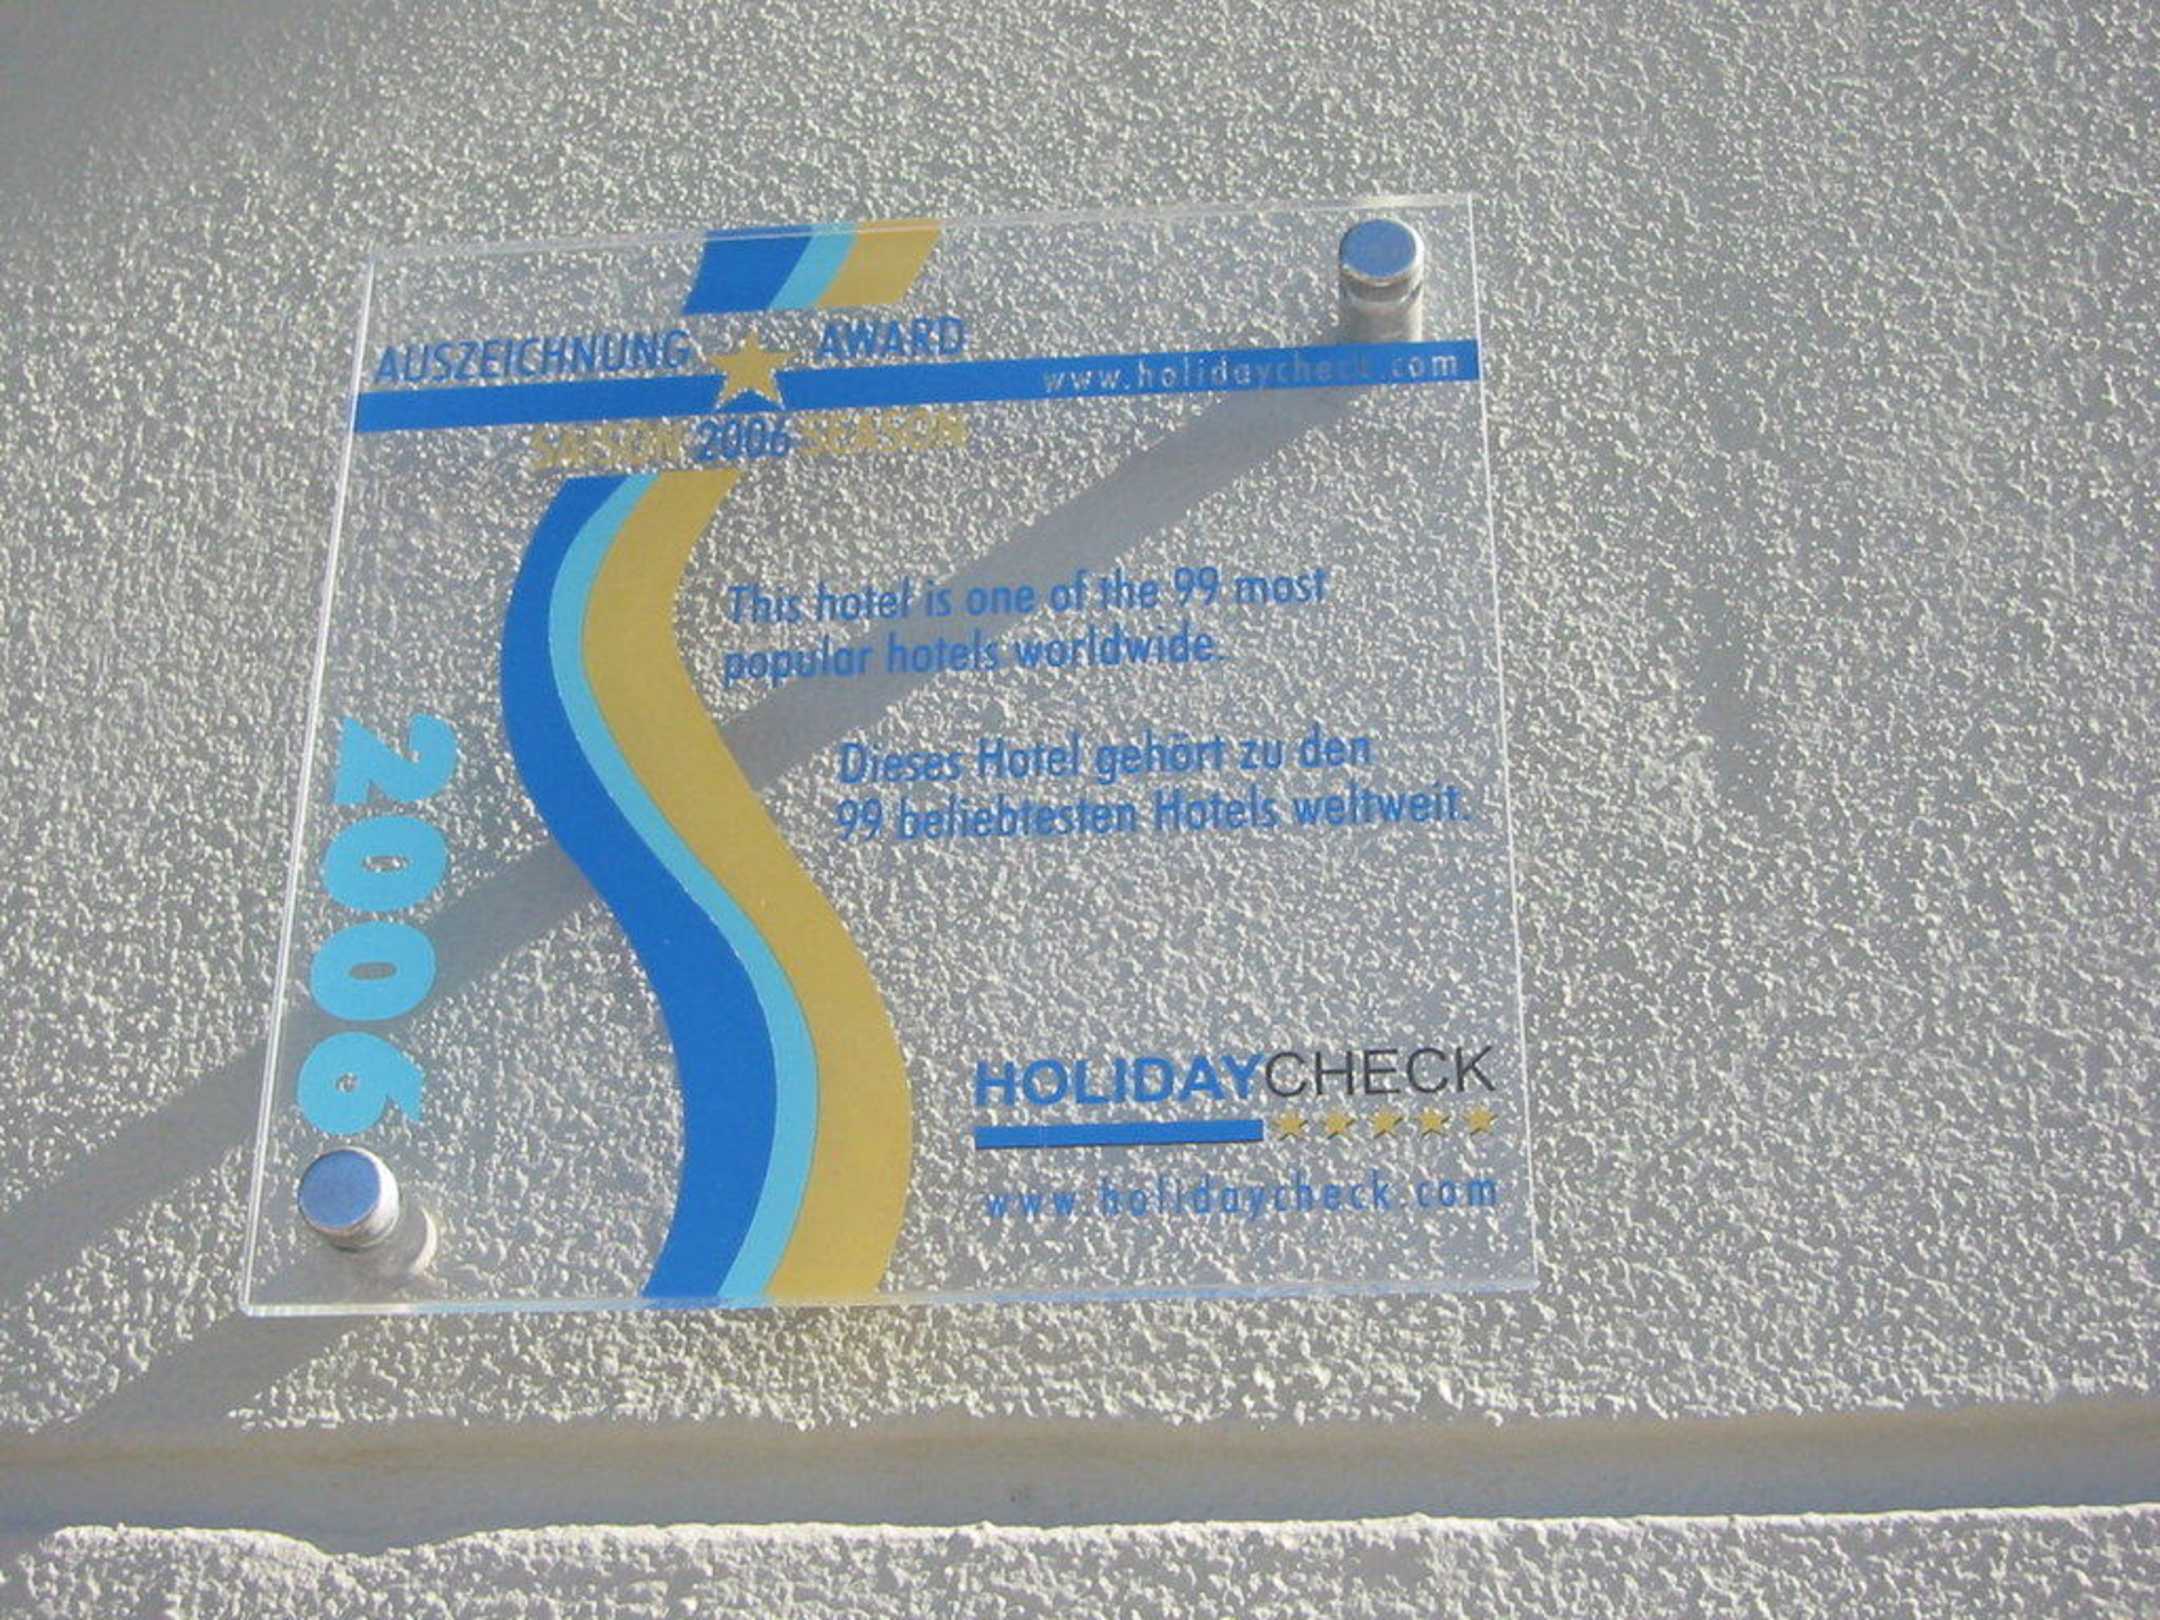 AUSZEICHNUNG AWARD
www.holidaycheck.com
SAISON 2006 SEASON
This hotel is one of the 99 most
popular hotels worldwide.
Dieses Hotel gehört zu den
99 beliebtesten Hotels weltweit.
2006
HOLIDAYCHECK
www.holidaycheck.com